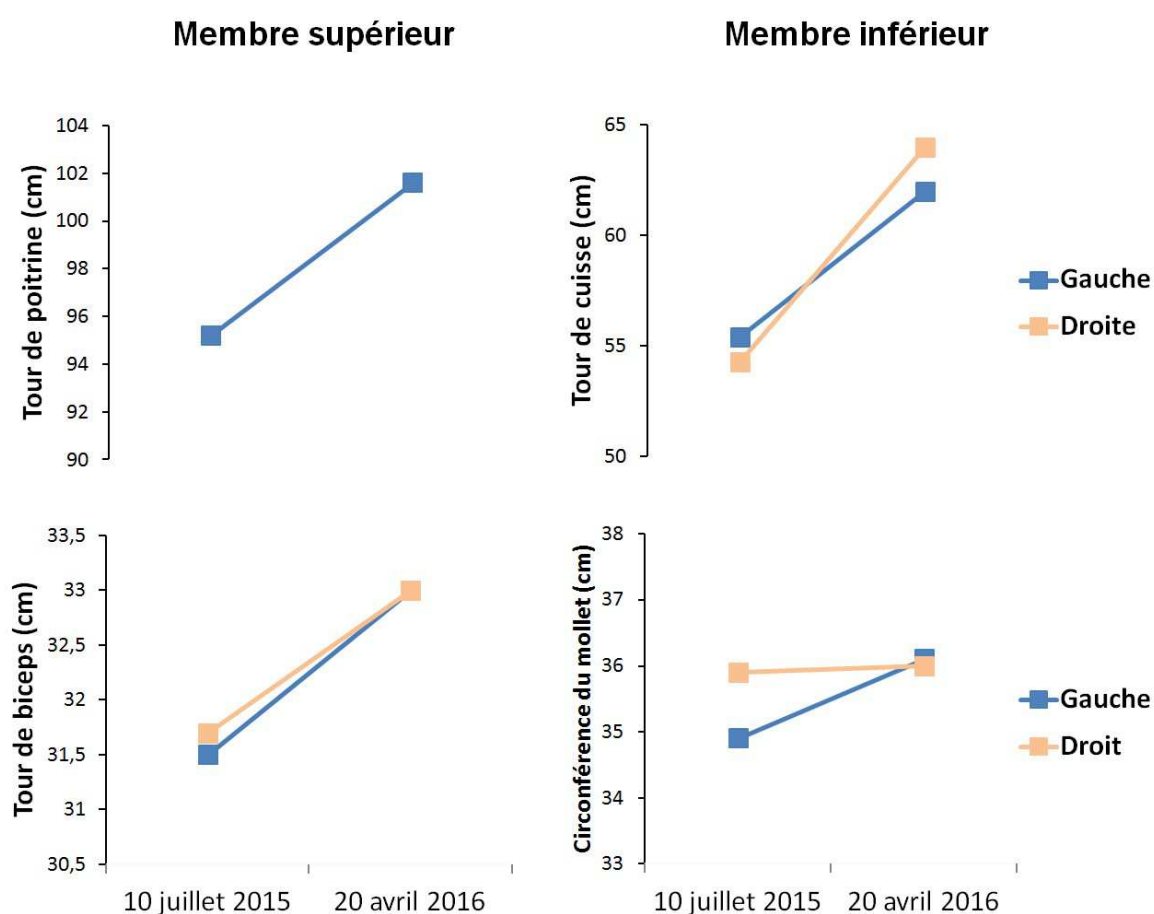 Membre supérieur
Membre inférieur
Tour de poitrine (cm)
104
102
100
98
96
94
92
90
Tour de cuisse (cm)
65
60
55
50
Gauche
Droite
Tour de biceps (cm)
33,5
33
32,5
32
31,5
31
30,5
10 juillet 2015
20 avril 2016
Circonférence du mollet (cm)
38
37
36
35
34
33
10 juillet 2015
20 avril 2016
Gauche
Droit